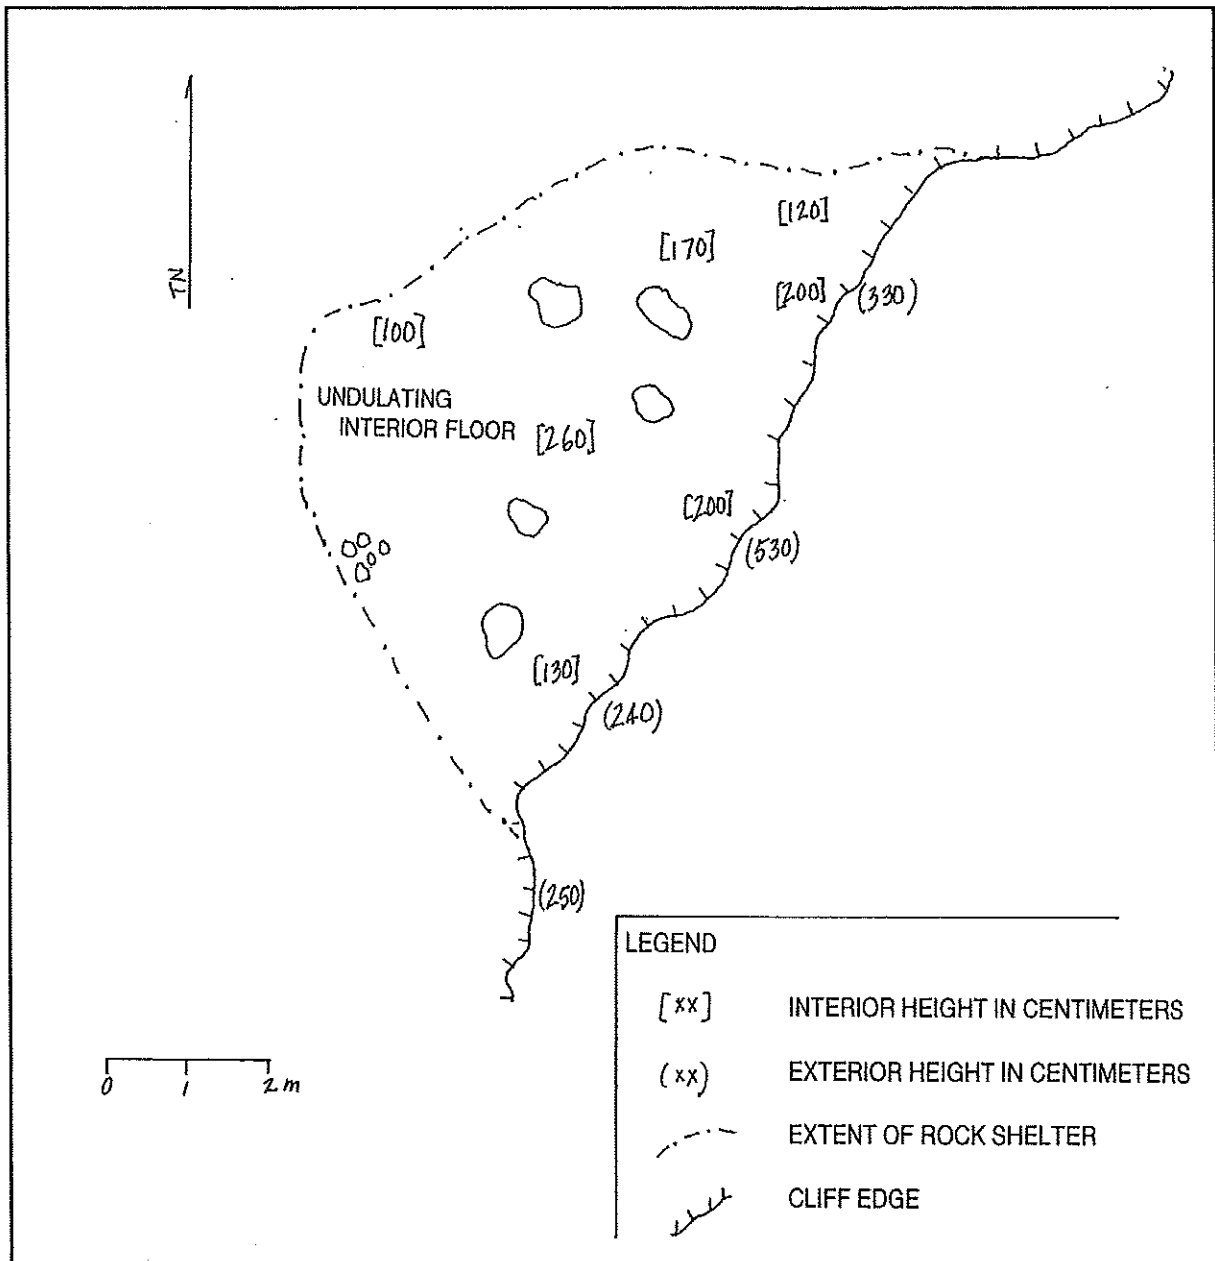 TN
[120]
[170]
[200] (330)
[100]
UNDULATING
INTERIOR FLOOR
[260]
[200]
(530)
[130]
(240)
(250)
0 1 2 m
LEGEND
[xx] INTERIOR HEIGHT IN CENTIMETERS
(xx) EXTERIOR HEIGHT IN CENTIMETERS
EXTENT OF ROCK SHELTER
CLIFF EDGE